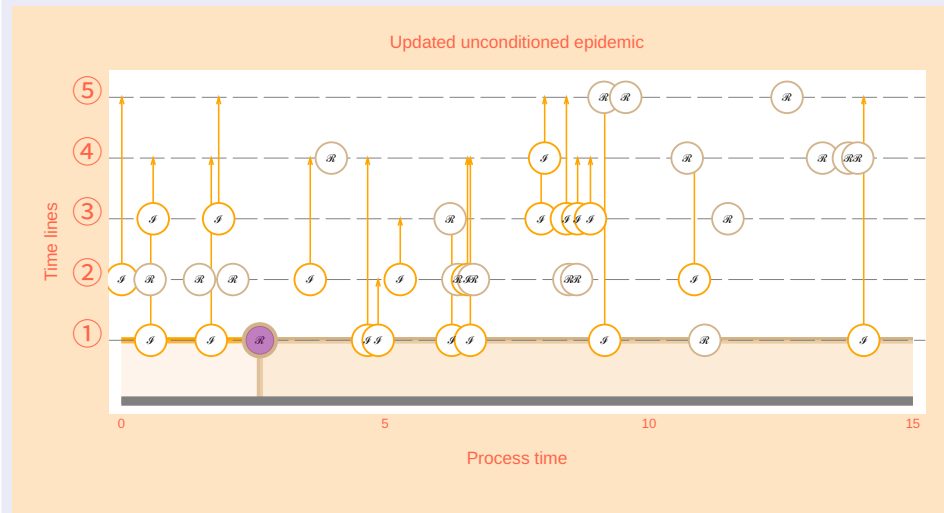 Updated unconditioned epidemic
Time lines
⑤ ℛ ℛ ℛ
④ ℛ ℐ ℛ ℛ ℛ ℛ
③ ℐ ℐ ℛ ℐ ℐ ℐ ℐ ℛ
② ℐ ℛ ℛ ℛ ℐ ℐ ℛ ℐ ℛ ℛ ℛ ℐ
① ℐ ℐ ℛ ℐ ℐ ℐ ℐ ℐ ℛ ℐ
0 5 10 15
Process time